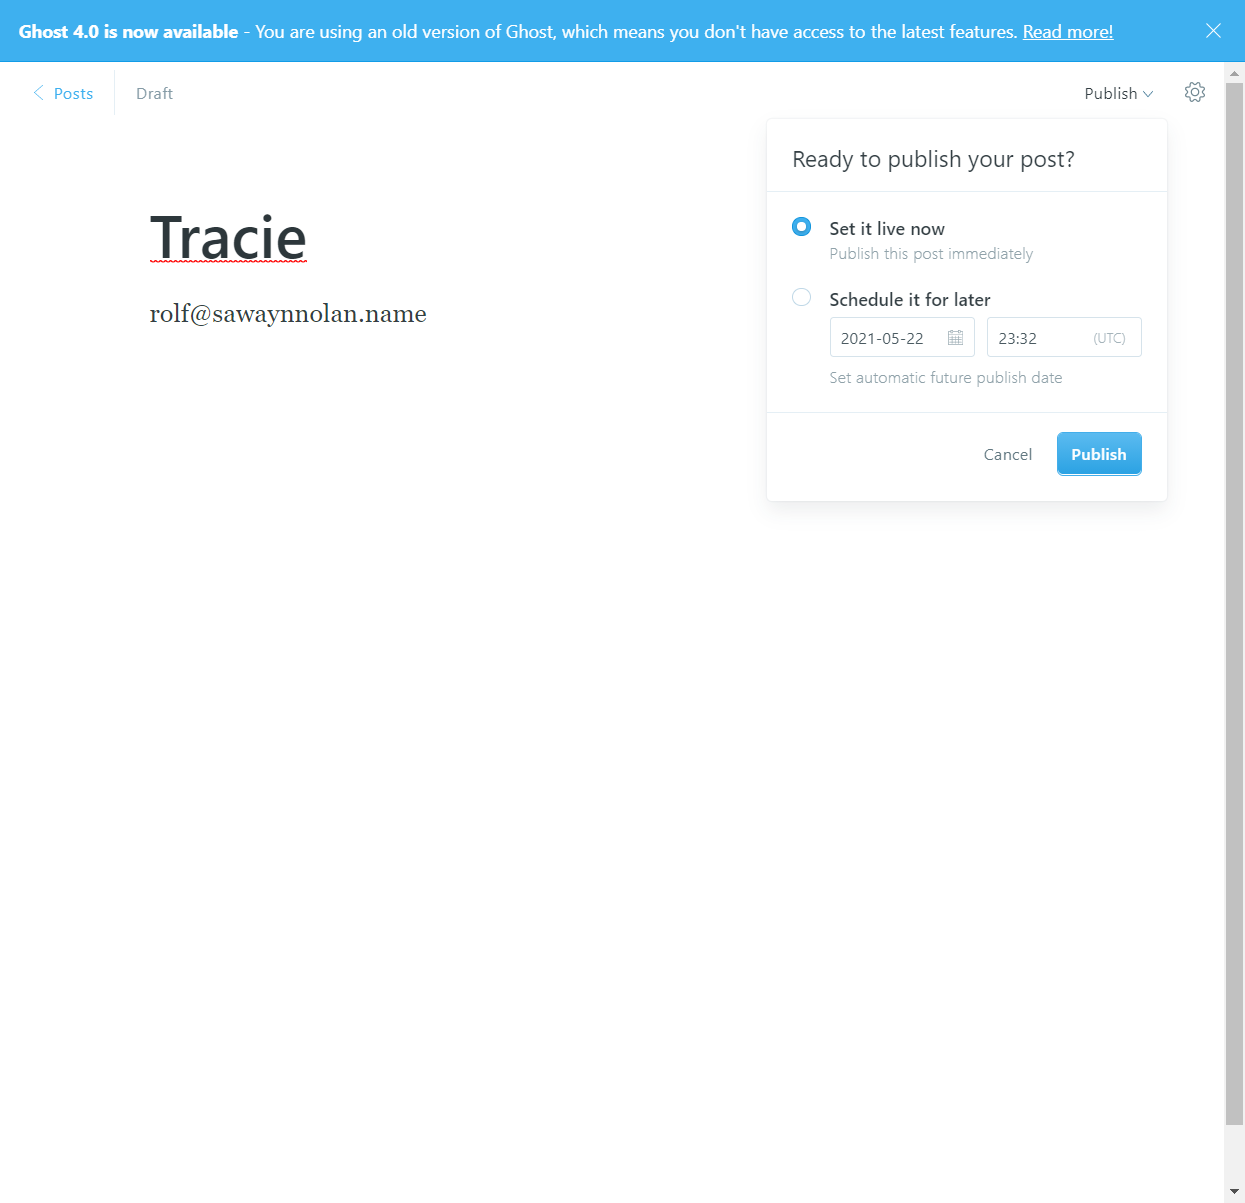 Ghost 4.0 is now available - You are using an old version of Ghost, which means you don't have access to the latest features. Read more!
Posts
Draft
Publish
Ready to publish your post?
Tracie
Set it live now
Publish this post immediately
rolf@sawaynnolan.name
Schedule it for later
2021-05-22
23:32 (UTC)
Set automatic future publish date
Cancel
Publish